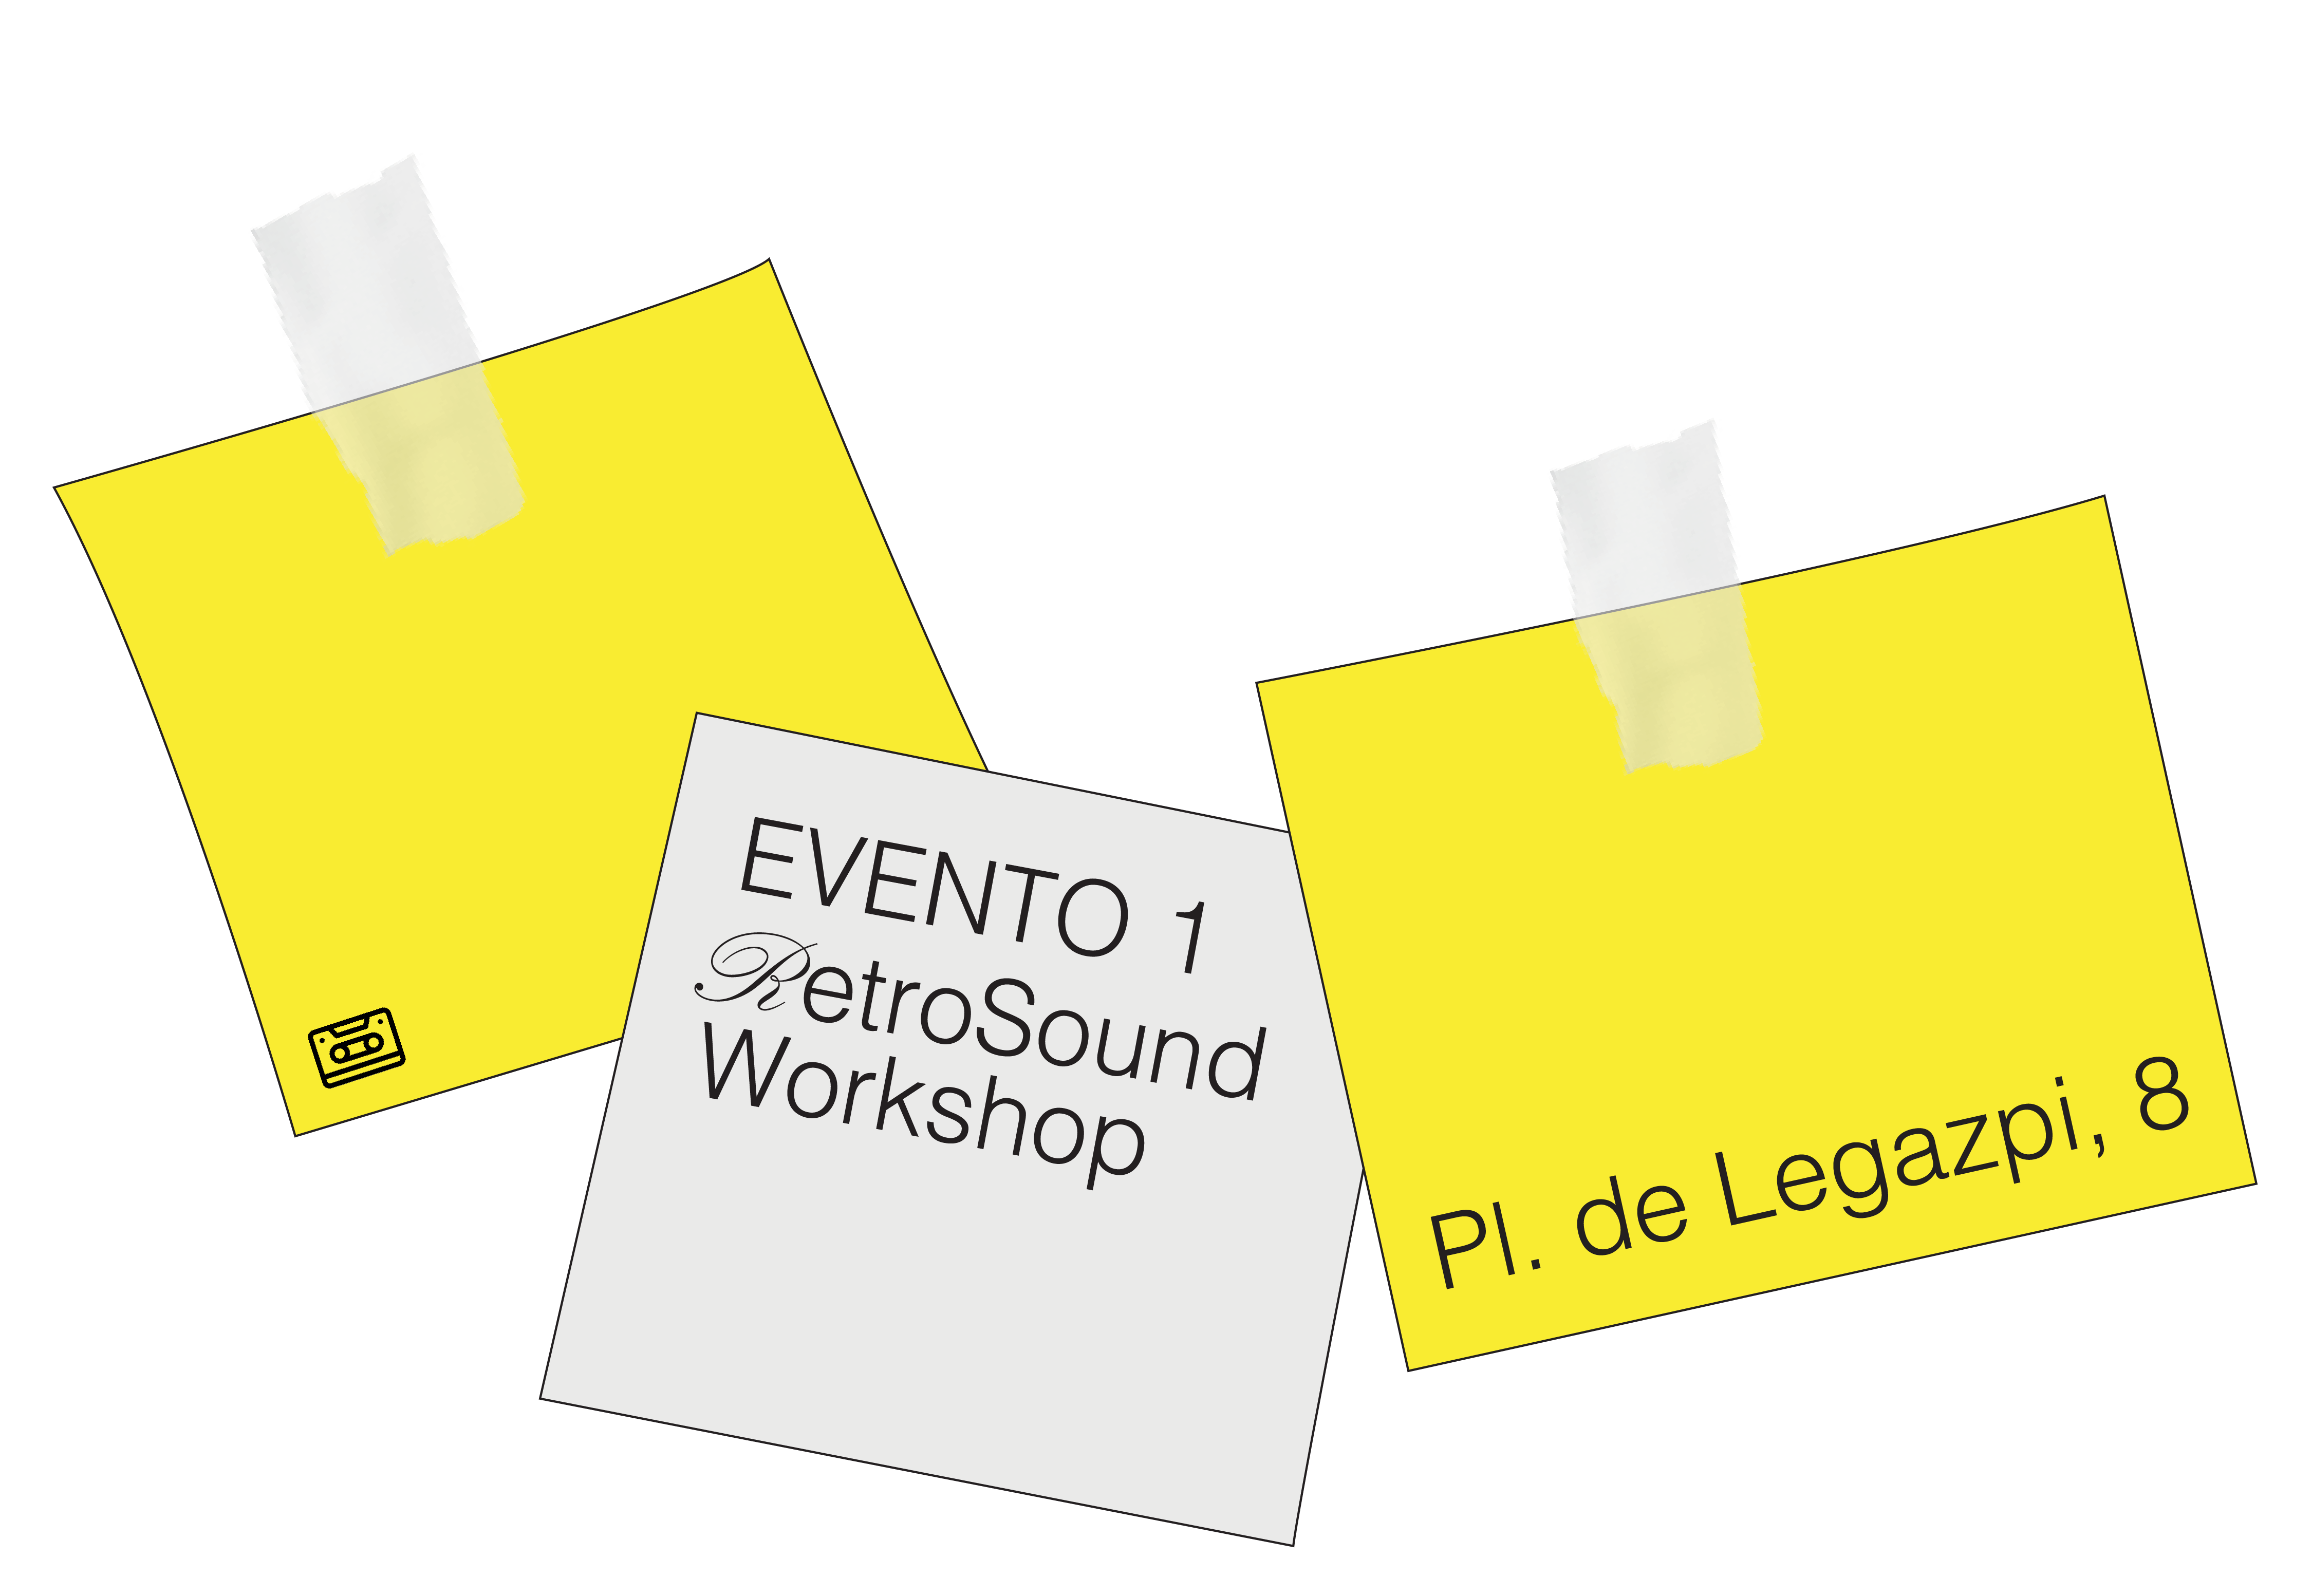 EVENTO 1
RetroSound
Workshop
Pl. de Legazpi, 8